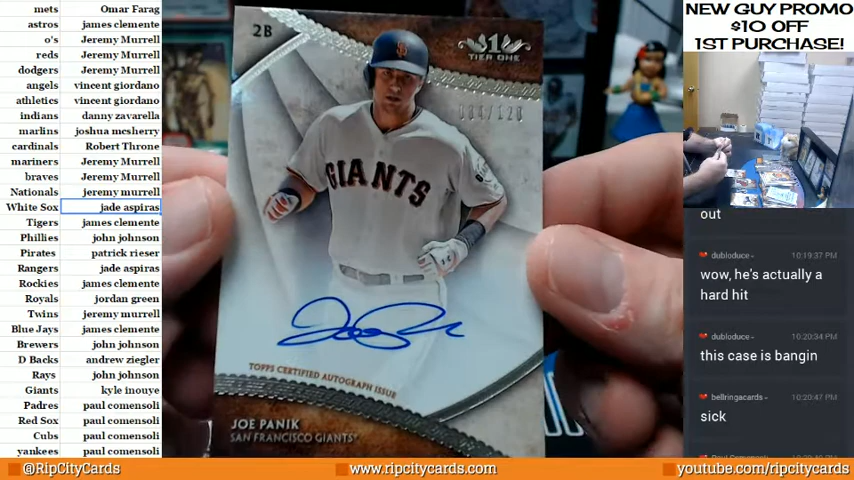 mets Omar Farag
astros james clemente
o's Jeremy Murrell
reds Jeremy Murrell
dodgers Jeremy Murrell
angels vincent giordano
athletics vincent giordano
indians danny zavarella
marlins joshua mcsherry
cardinals Robert Throne
mariners Jeremy Murrell
braves Jeremy Murrell
Nationals jeremy murrell
White Sox jade aspiras
Tigers james clemente
Phillies john johnson
Pirates patrick rieser
Rangers jade aspiras
Rockies james clemente
Royals jordan green
Twins jeremy murrell
Blue Jays james clemente
Brewers john johnson
D Backs andrew ziegler
Rays john johnson
Giants kyle inouye
Padres paul comensoli
Red Sox paul comensoli
Cubs paul comensoli
yankees paul comensoli
2B
1
TIER ONE
GIANTS
TOPPS CERTIFIED AUTOGRAPH ISSUE
JOE PANIK
SAN FRANCISCO GIANTS
NEW GUY PROMO
$10 OFF
1ST PURCHASE!
out
dubloduce 10:19:37 PM
wow, he's actually a
hard hit
dubloduce 10:20:34 PM
this case is bangin
bellringacards 10:20:47 PM
sick
@RipCityCards
www.ripcitycards.com
youtube.com/ripcitycards